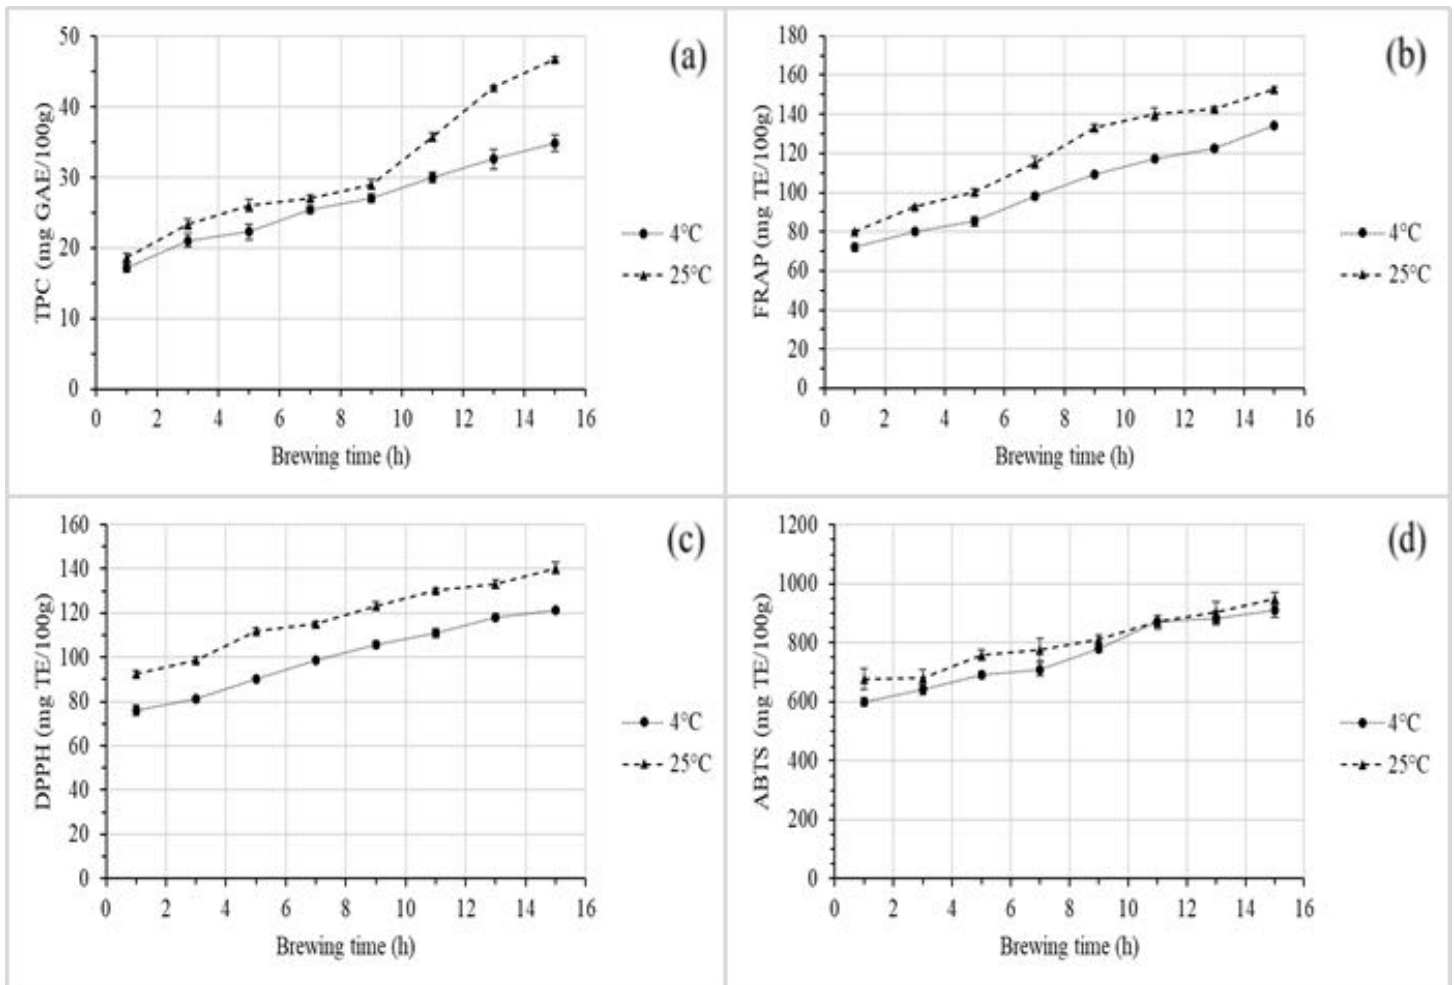 (a)
TPC (mg GAE/100g)
50
40
30
20
10
0
0 2 4 6 8 10 12 14 16
Brewing time (h)
4°C
25°C
(b)
FRAP (mg TE/100g)
180
160
140
120
100
80
60
40
20
0
0 2 4 6 8 10 12 14 16
Brewing time (h)
4°C
25°C
(c)
DPPH (mg TE/100g)
160
140
120
100
80
60
40
20
0
0 2 4 6 8 10 12 14 16
Brewing time (h)
4°C
25°C
(d)
ABTS (mg TE/100g)
1200
1000
800
600
400
200
0
0 2 4 6 8 10 12 14 16
Brewing time (h)
4°C
25°C